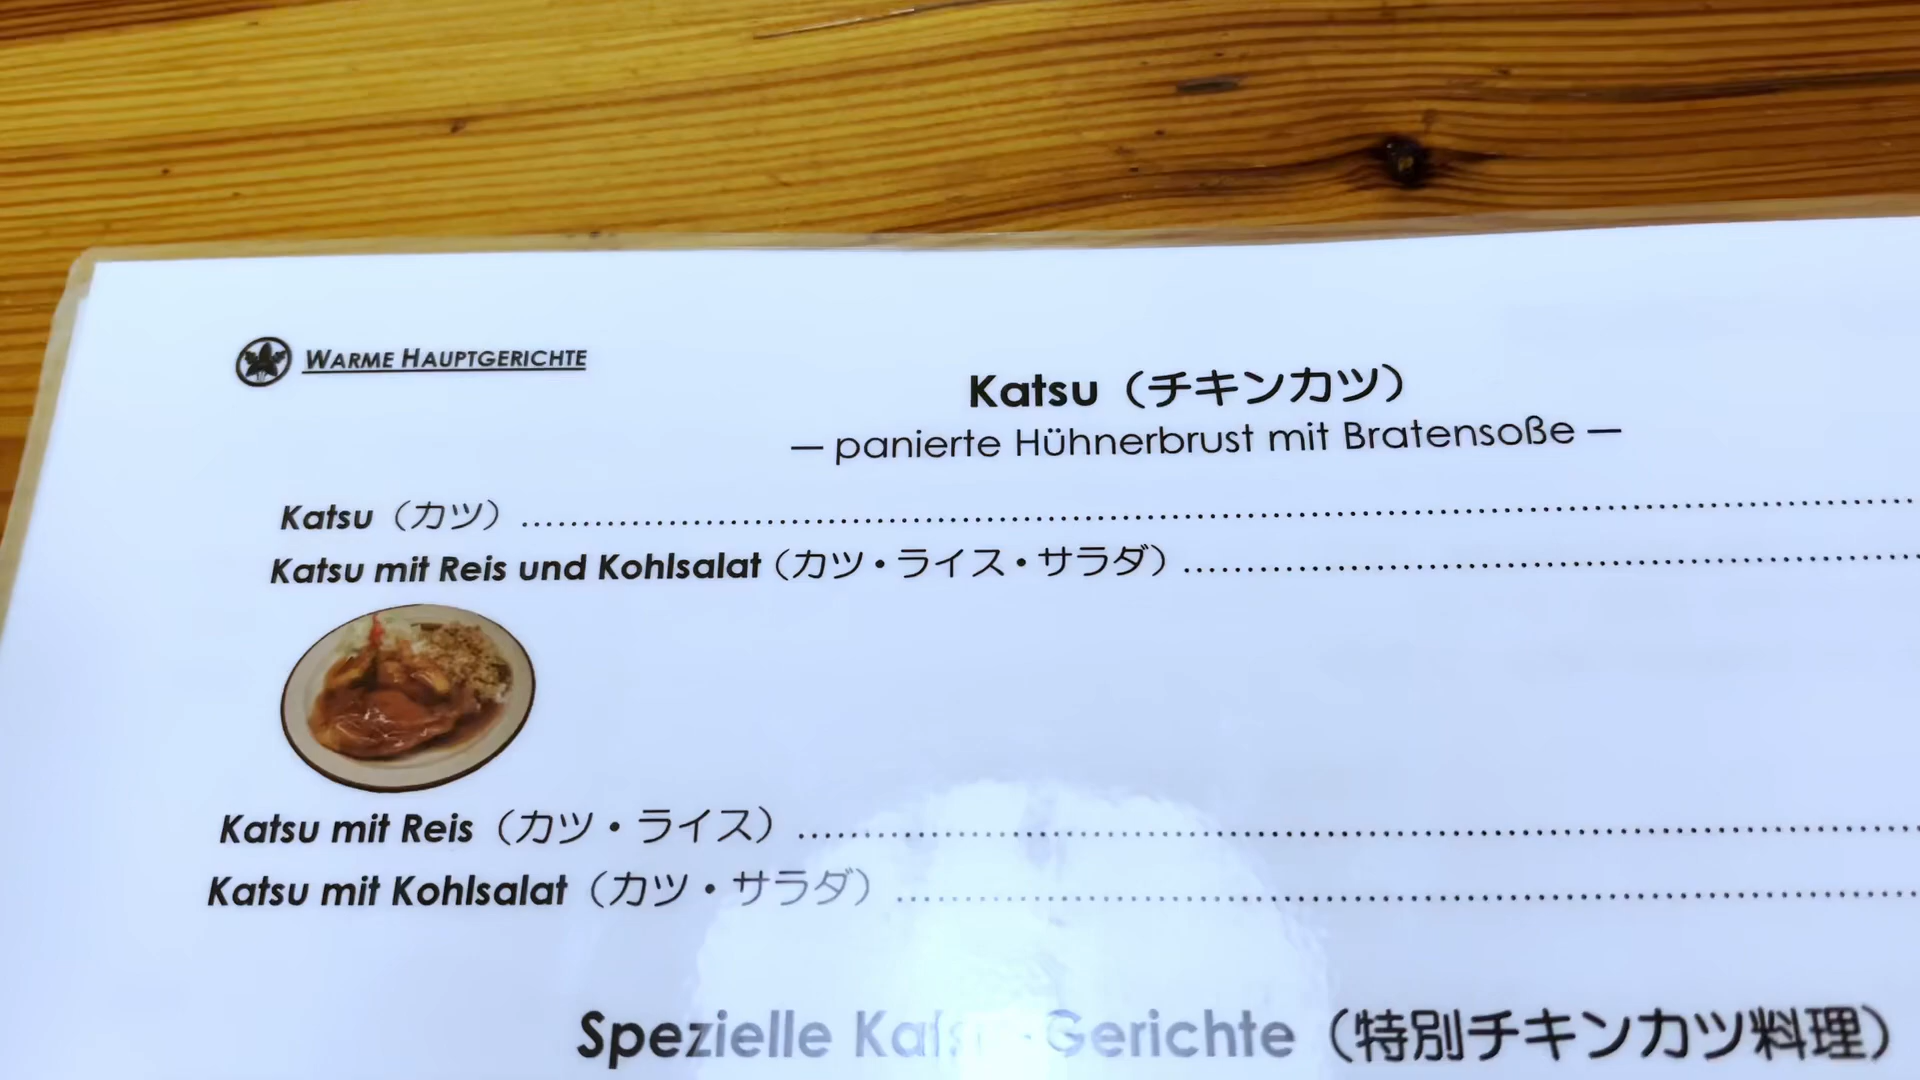 WARME HAUPTGERICHTE
Katsu（チキンカツ）
— panierte Hühnerbrust mit Bratensoße —
Katsu（カツ）........................................................................
Katsu mit Reis und Kohlsalat（カツ・ライス・サラダ）........................................
Katsu mit Reis（カツ・ライス）............................................................
Katsu mit Kohlsalat（カツ・サラダ）......................................................
Spezielle Gerichte（特別チキンカツ料理）